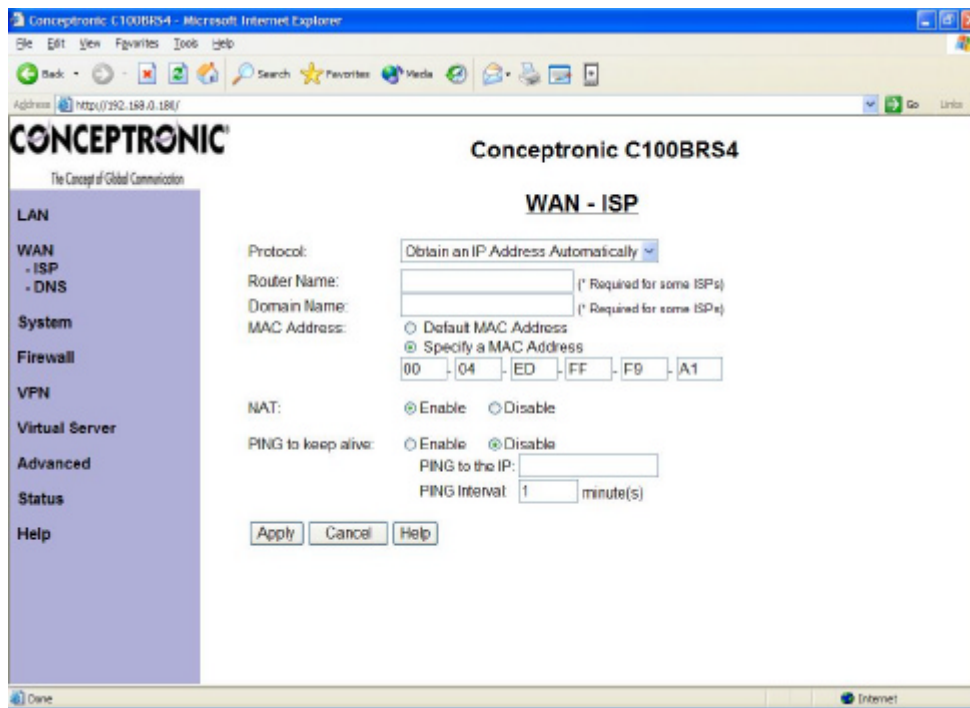 Conceptronic C100BRS4 - Microsoft Internet Explorer
File Edit View Favorites Tools Help
Back Search Favorites Media
Address http://192.168.0.186/ Go Links
CONCEPTRONIC®
The Concept of Global Communication
Conceptronic C100BRS4
WAN - ISP
LAN
WAN
- ISP
- DNS
System
Firewall
VPN
Virtual Server
Advanced
Status
Help
Protocol: Obtain an IP Address Automatically
Router Name: (* Required for some ISPs)
Domain Name: (* Required for some ISPs)
MAC Address: Default MAC Address
Specify a MAC Address
00 - 04 - ED - FF - F9 - A1
NAT: Enable Disable
PING to keep alive: Enable Disable
PING to the IP:
PING Interval: 1 minute(s)
Apply Cancel Help
Done Internet